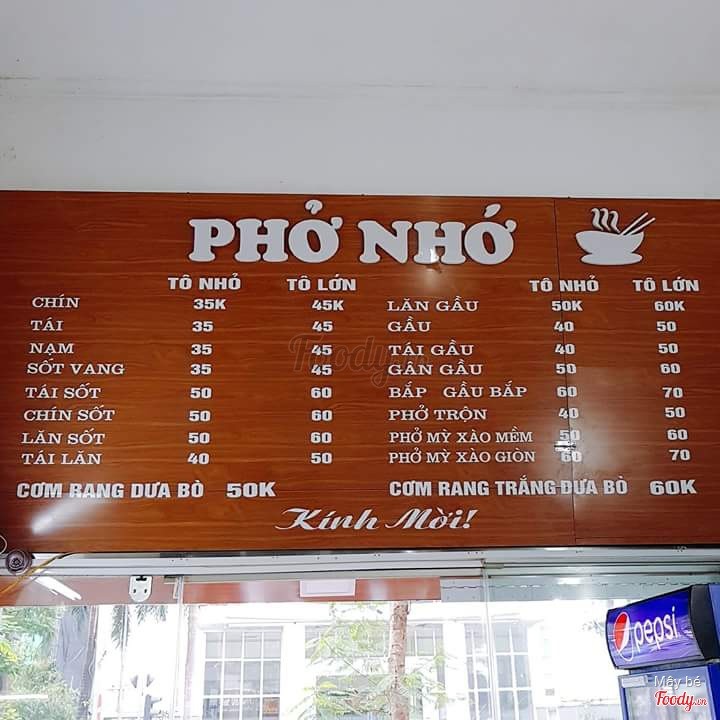 PHỞ NHỚ
TÔ NHỎ TÔ LỚN
CHÍN 35K 45K
TÁI 35 45
NẠM 35 45
SỐT VANG 35 45
TÁI SỐT 50 60
CHÍN SỐT 50 60
LĂN SỐT 50 60
TÁI LĂN 40 50
CƠM RANG DƯA BÒ 50K
TÔ NHỎ TÔ LỚN
LĂN GẦU 50K 60K
GẦU 40 50
TÁI GẦU 40 50
GÂN GẦU 50 60
BẮP GẦU BẮP 60 70
PHỞ TRỘN 40 50
PHỞ MỲ XÀO MỀM 50 60
PHỞ MỲ XÀO GIÒN 60 70
CƠM RANG TRẮNG DƯA BÒ 60K
Kính Mời!
Foody.vn
pepsi
Mây bé
Foody.vn